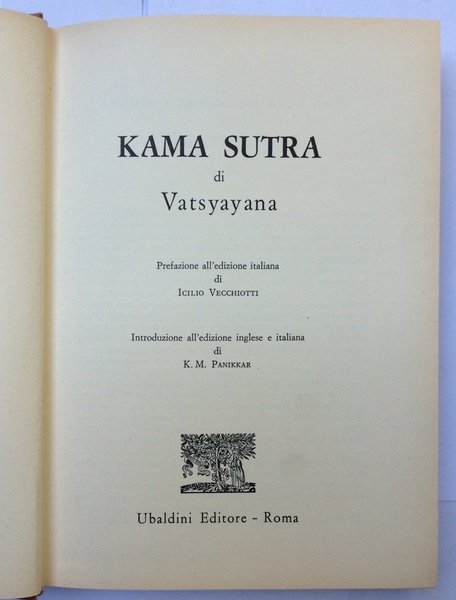 KAMA SUTRA
di
Vatsyayana
Prefazione all'edizione italiana
di
ICILIO VECCHIOTTI
Introduzione all'edizione inglese e italiana
di
K. M. PANIKKAR
Ubaldini Editore - Roma